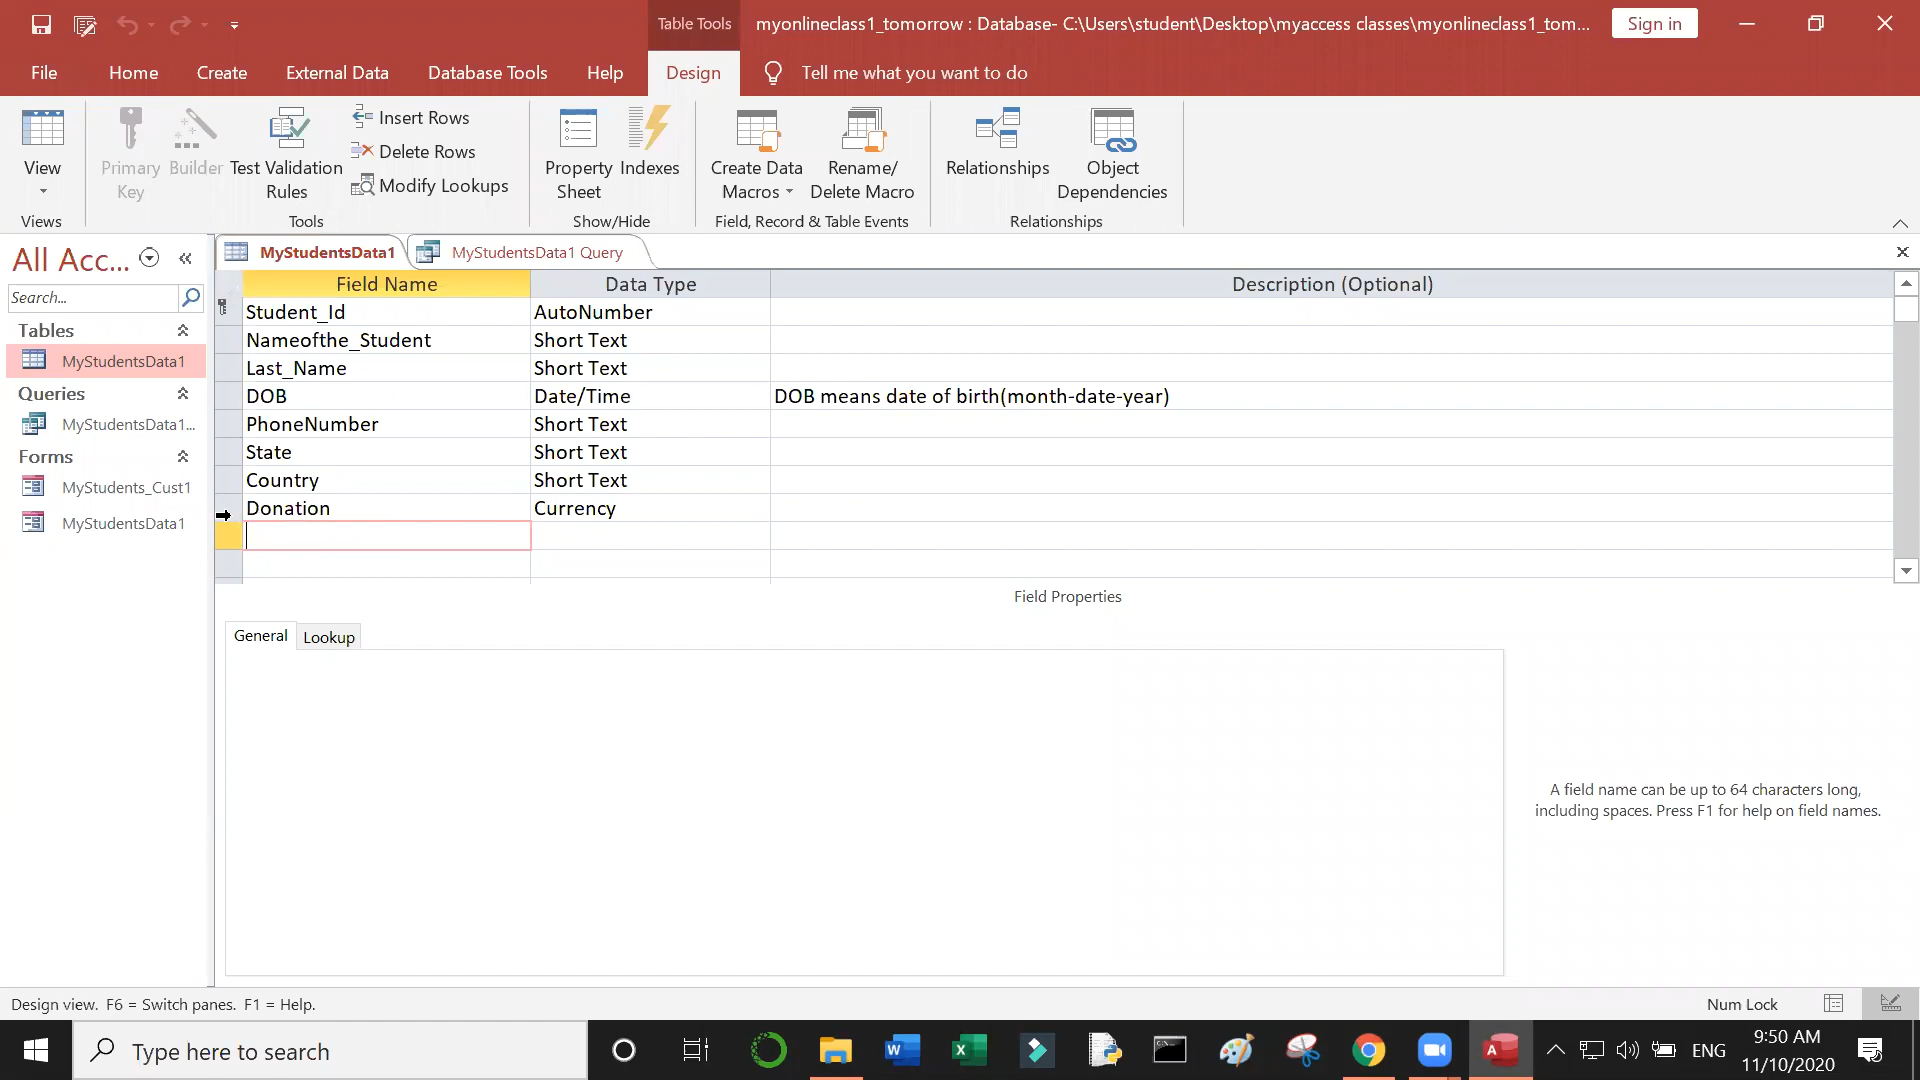 Table Tools
myonlineclass1_tomorrow : Database- C:\Users\student\Desktop\myaccess classes\myonlineclass1_tom...
Sign in
File
Home
Create
External Data
Database Tools
Help
Design
Tell me what you want to do
View
Primary
Key
Builder
Test Validation
Rules
Insert Rows
Delete Rows
Modify Lookups
Property
Sheet
Indexes
Create Data
Macros
Rename/
Delete Macro
Relationships
Object
Dependencies
Views
Tools
Show/Hide
Field, Record & Table Events
Relationships
All Acc...
Search...
Tables
MyStudentsData1
Queries
MyStudentsData1...
Forms
MyStudents_Cust1
MyStudentsData1
MyStudentsData1
MyStudentsData1 Query
Field Name Data Type Description (Optional)
Student_Id AutoNumber
Nameofthe_Student Short Text
Last_Name Short Text
DOB Date/Time DOB means date of birth(month-date-year)
PhoneNumber Short Text
State Short Text
Country Short Text
Donation Currency
Field Properties
General
Lookup
A field name can be up to 64 characters long,
including spaces. Press F1 for help on field names.
Design view. F6 = Switch panes. F1 = Help.
Num Lock
Type here to search
ENG
9:50 AM
11/10/2020